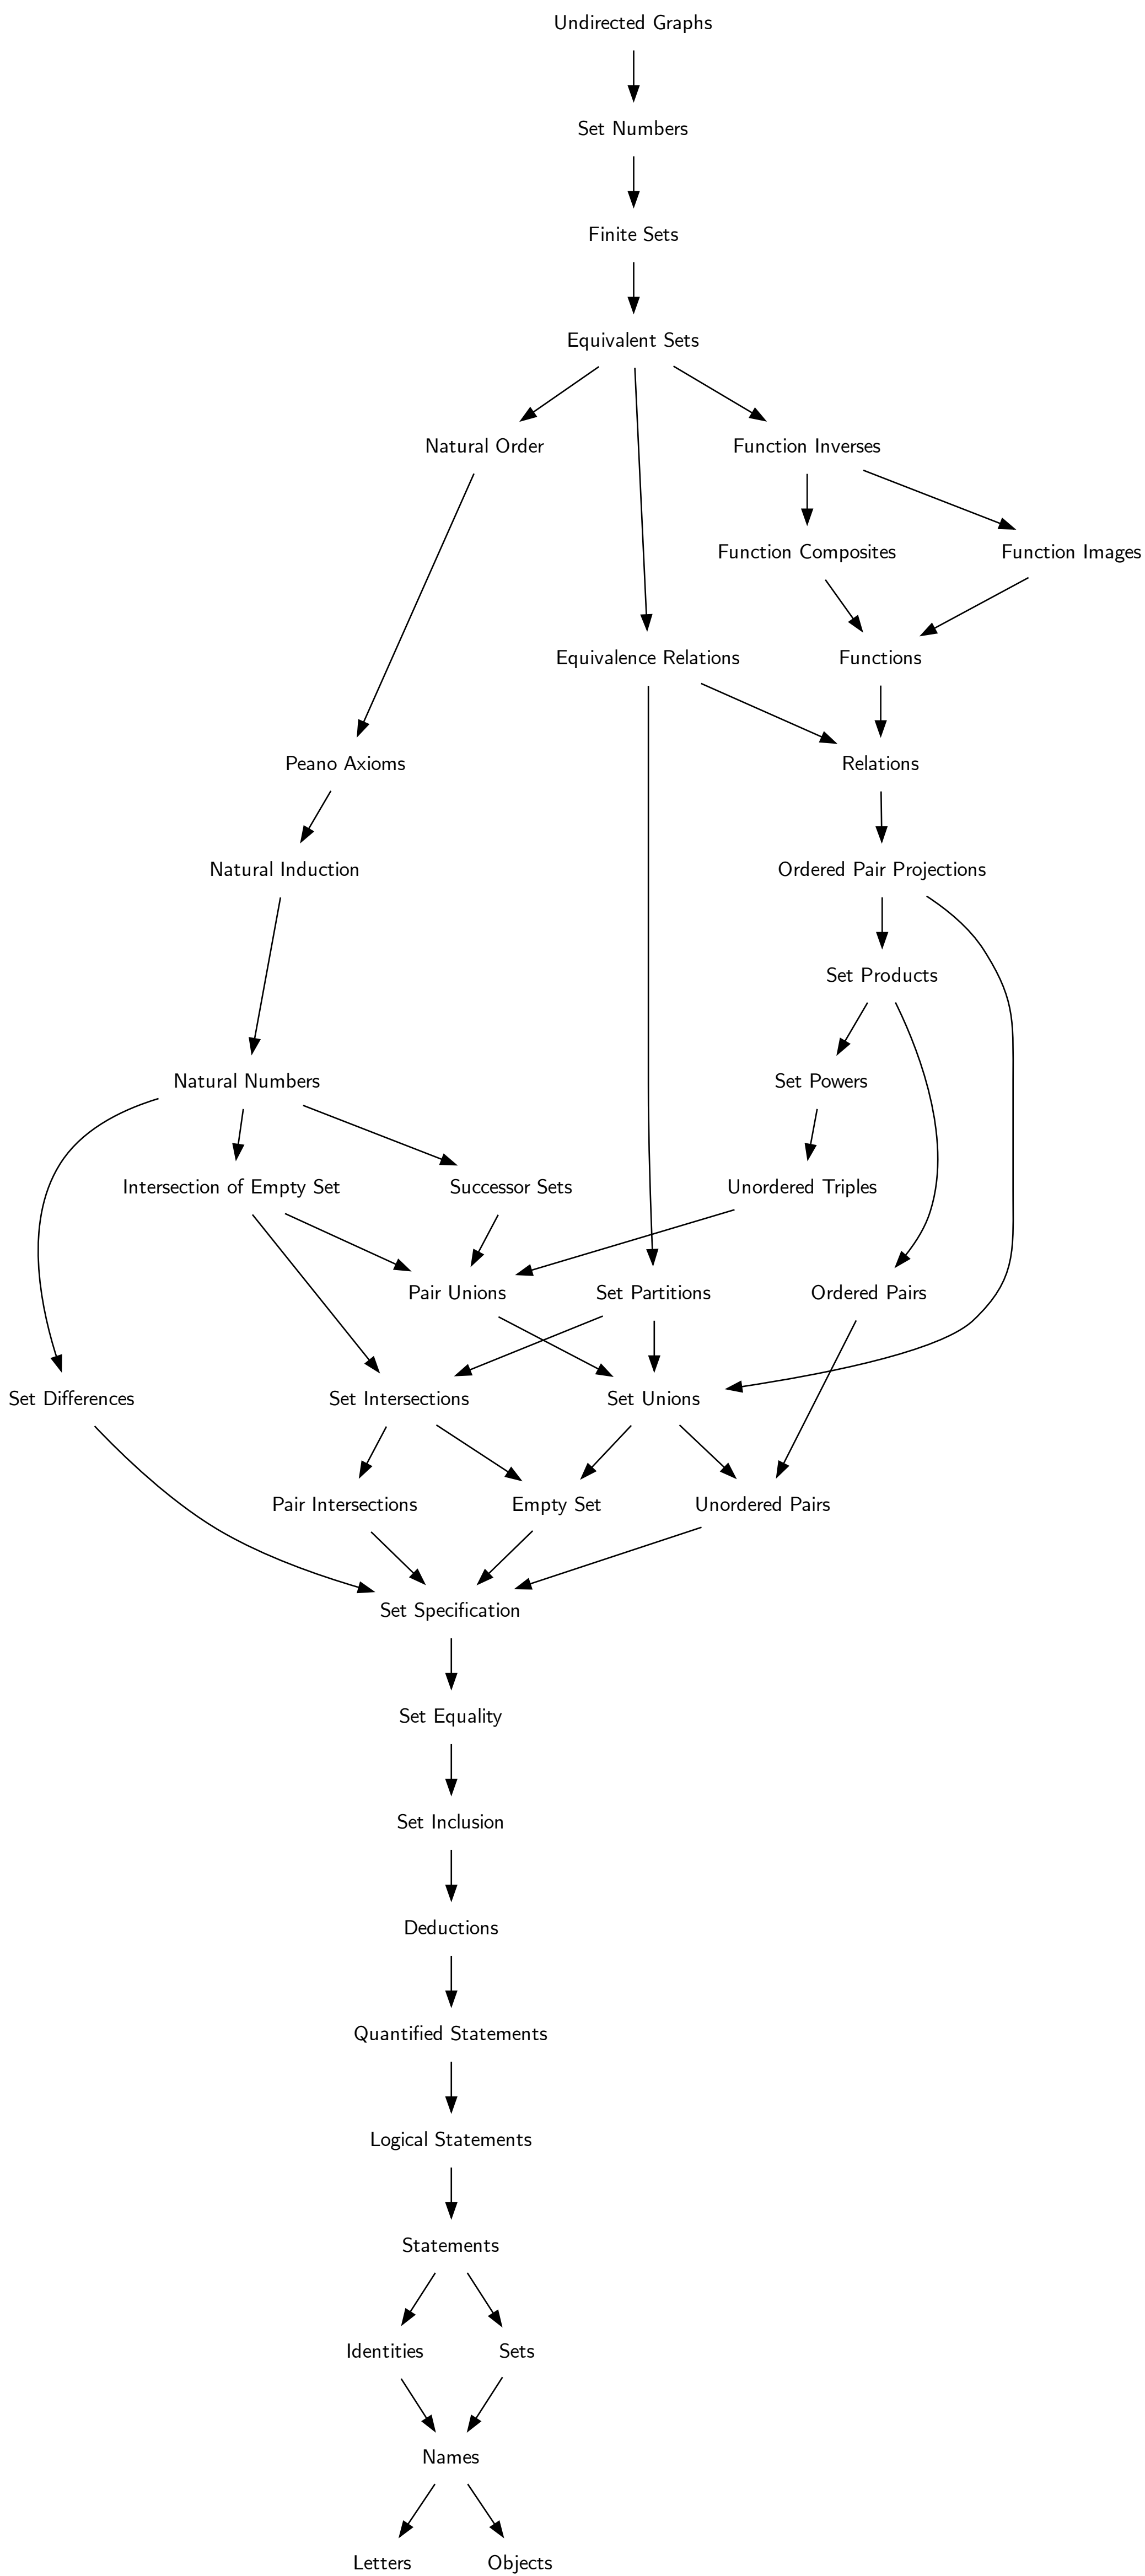 Undirected Graphs
Set Numbers
Finite Sets
Equivalent Sets
Natural Order
Function Inverses
Function Composites
Function Images
Equivalence Relations
Functions
Peano Axioms
Relations
Natural Induction
Ordered Pair Projections
Set Products
Natural Numbers
Set Powers
Intersection of Empty Set
Successor Sets
Unordered Triples
Pair Unions
Set Partitions
Ordered Pairs
Set Differences
Set Intersections
Set Unions
Pair Intersections
Empty Set
Unordered Pairs
Set Specification
Set Equality
Set Inclusion
Deductions
Quantified Statements
Logical Statements
Statements
Identities
Sets
Names
Letters
Objects